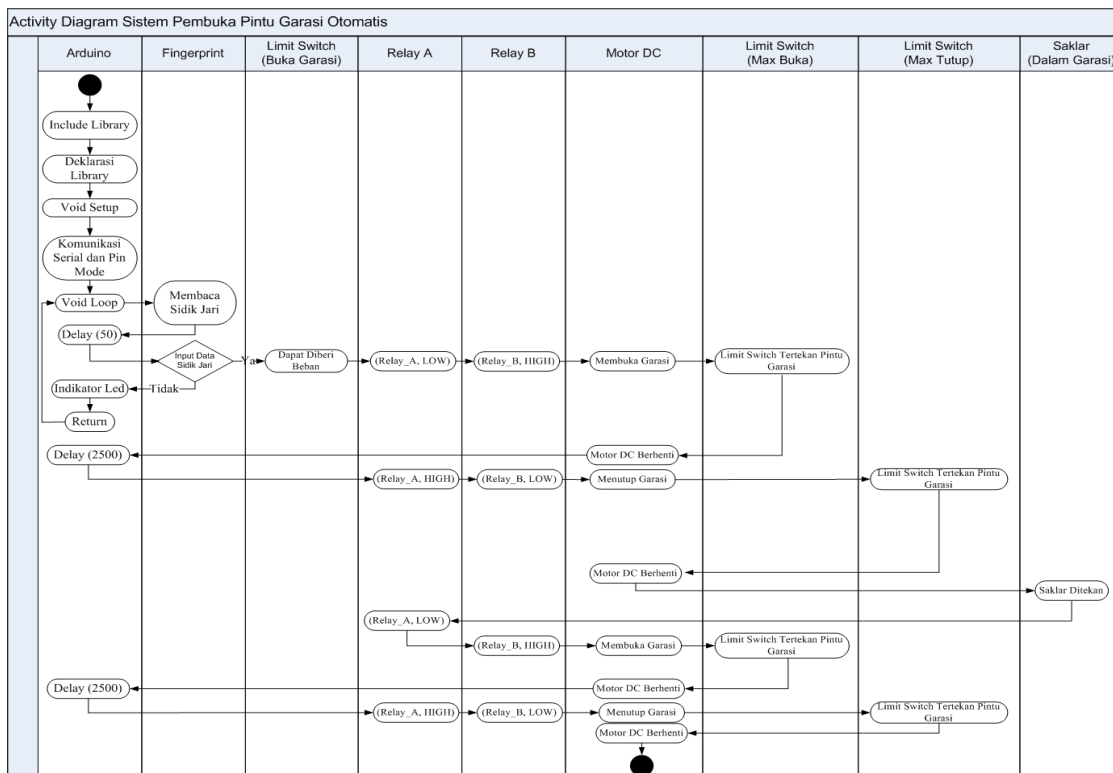 Activity Diagram Sistem Pembuka Pintu Garasi Otomatis
Arduino
Fingerprint
Limit Switch
(Buka Garasi)
Relay A
Relay B
Motor DC
Limit Switch
(Max Buka)
Limit Switch
(Max Tutup)
Saklar
(Dalam Garasi)
Include Library
Deklarasi
Library
Void Setup
Komunikasi
Serial dan Pin
Mode
Void Loop
Membaca
Sidik Jari
Delay (50)
Input Data
Sidik Jari
Ya
Dapat Diberi
Beban
(Relay_A, LOW)
(Relay_B, HIGH)
Membuka Garasi
Limit Switch Tertekan Pintu
Garasi
Tidak
Indikator Led
Return
Motor DC Berhenti
Delay (2500)
(Relay_A, HIGH)
(Relay_B, LOW)
Menutup Garasi
Limit Switch Tertekan Pintu
Garasi
Motor DC Berhenti
Saklar Ditekan
(Relay_A, LOW)
(Relay_B, HIGH)
Membuka Garasi
Limit Switch Tertekan Pintu
Garasi
Motor DC Berhenti
Delay (2500)
(Relay_A, HIGH)
(Relay_B, LOW)
Menutup Garasi
Limit Switch Tertekan Pintu
Garasi
Motor DC Berhenti